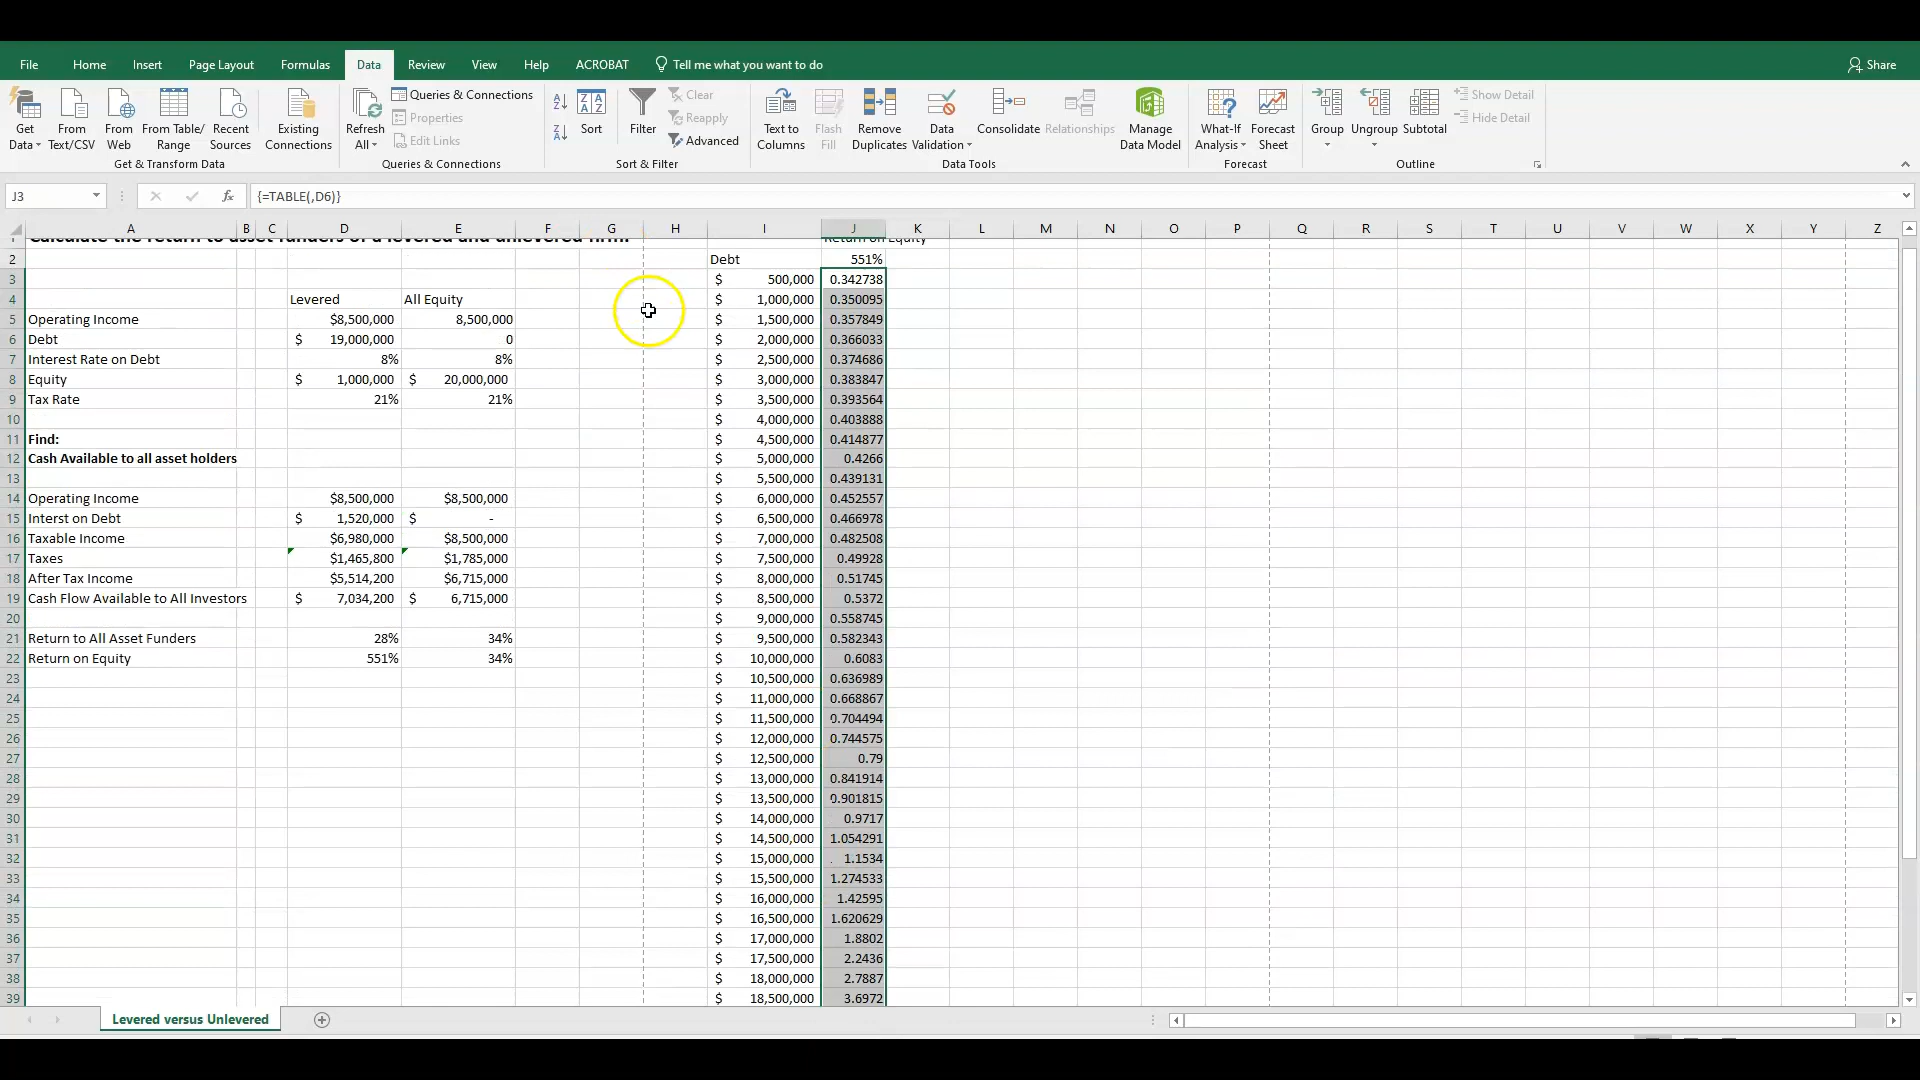 File Home Insert Page Layout Formulas Data Review View Help ACROBAT Tell me what you want to do Share
Get Data From Text/CSV From Web From Table/ Range Recent Sources Existing Connections
Get & Transform Data
Refresh All Queries & Connections Properties Edit Links
Queries & Connections
Sort Filter Clear Reapply Advanced
Sort & Filter
Text to Columns Flash Fill Remove Duplicates Data Validation Consolidate Relationships Manage Data Model
Data Tools
What-If Analysis Forecast Sheet
Forecast
Group Ungroup Subtotal Show Detail Hide Detail
Outline
J3 fx {=TABLE(,D6)}
A B C D E F G H I J K L M N O P Q R S T U V W X Y Z
1 Calculate the return to asset funders of a levered and unlevered firm. Return on Equity
2 Debt 551%
3 $ 500,000 0.342738
4 Levered All Equity $ 1,000,000 0.350095
5 Operating Income $8,500,000 8,500,000 $ 1,500,000 0.357849
6 Debt $ 19,000,000 0 $ 2,000,000 0.366033
7 Interest Rate on Debt 8% 8% $ 2,500,000 0.374686
8 Equity $ 1,000,000 $ 20,000,000 $ 3,000,000 0.383847
9 Tax Rate 21% 21% $ 3,500,000 0.393564
10 $ 4,000,000 0.403888
11 Find: $ 4,500,000 0.414877
12 Cash Available to all asset holders $ 5,000,000 0.4266
13 $ 5,500,000 0.439131
14 Operating Income $8,500,000 $8,500,000 $ 6,000,000 0.452557
15 Interst on Debt $ 1,520,000 $ - $ 6,500,000 0.466978
16 Taxable Income $6,980,000 $8,500,000 $ 7,000,000 0.482508
17 Taxes $1,465,800 $1,785,000 $ 7,500,000 0.49928
18 After Tax Income $5,514,200 $6,715,000 $ 8,000,000 0.51745
19 Cash Flow Available to All Investors $ 7,034,200 $ 6,715,000 $ 8,500,000 0.5372
20 $ 9,000,000 0.558745
21 Return to All Asset Funders 28% 34% $ 9,500,000 0.582343
22 Return on Equity 551% 34% $ 10,000,000 0.6083
23 $ 10,500,000 0.636989
24 $ 11,000,000 0.668867
25 $ 11,500,000 0.704494
26 $ 12,000,000 0.744575
27 $ 12,500,000 0.79
28 $ 13,000,000 0.841914
29 $ 13,500,000 0.901815
30 $ 14,000,000 0.9717
31 $ 14,500,000 1.054291
32 $ 15,000,000 1.1534
33 $ 15,500,000 1.274533
34 $ 16,000,000 1.42595
35 $ 16,500,000 1.620629
36 $ 17,000,000 1.8802
37 $ 17,500,000 2.2436
38 $ 18,000,000 2.7887
39 $ 18,500,000 3.6972
Levered versus Unlevered